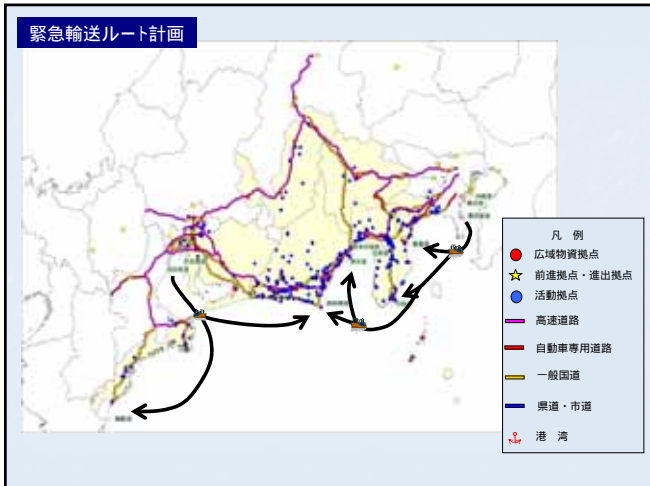 緊急輸送ルート計画
凡 例
広域物資拠点
前進拠点・進出拠点
活動拠点
高速道路
自動車専用道路
一般国道
県道・市道
港 湾